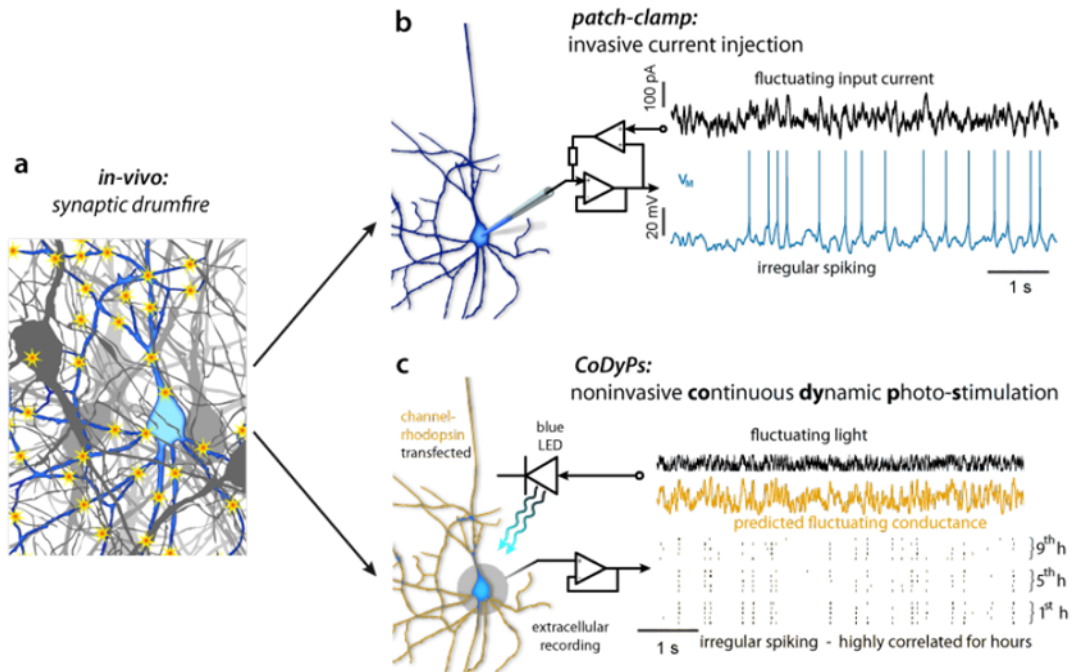 a
in-vivo:
synaptic drumfire
b
patch-clamp:
invasive current injection
fluctuating input current
100 pA
V_M
20 mV
irregular spiking
1 s
c
CoDyPs:
noninvasive continuous dynamic photo-stimulation
channel-
rhodopsin
transfected
blue
LED
fluctuating light
predicted fluctuating conductance
}9th h
}5th h
}1st h
extracellular
recording
1 s
irregular spiking - highly correlated for hours